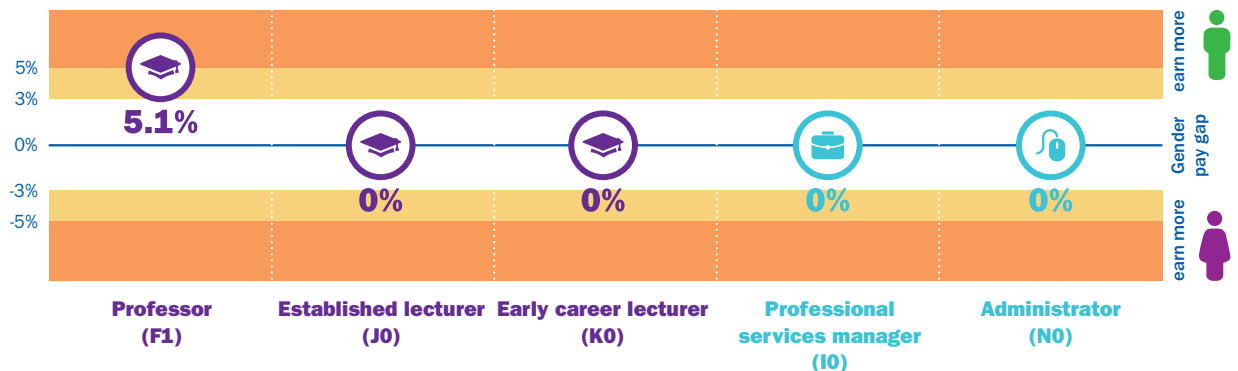 5%
3%
0%
-3%
-5%
5.1%
0%
0%
0%
0%
earn more
Gender
pay gap
earn more
Professor
(F1)
Established lecturer
(J0)
Early career lecturer
(K0)
Professional
services manager
(I0)
Administrator
(N0)